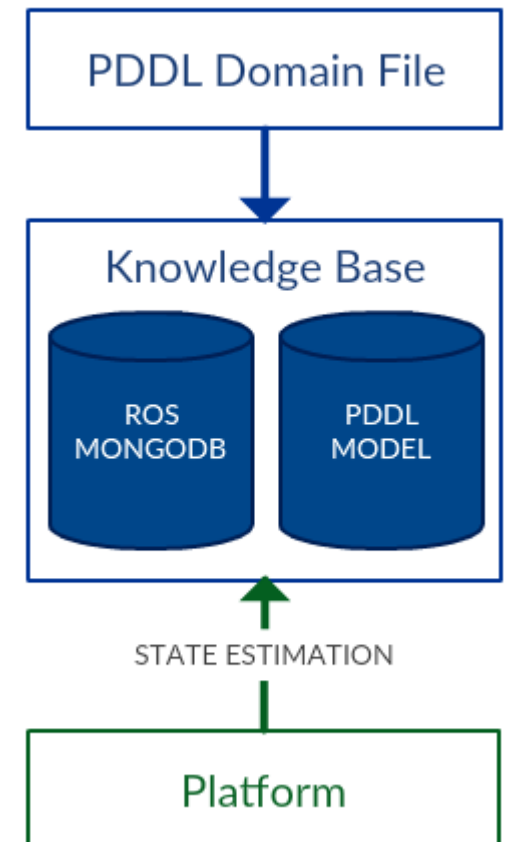 PDDL Domain File
Knowledge Base
ROS
MONGODB
PDDL
MODEL
STATE ESTIMATION
Platform